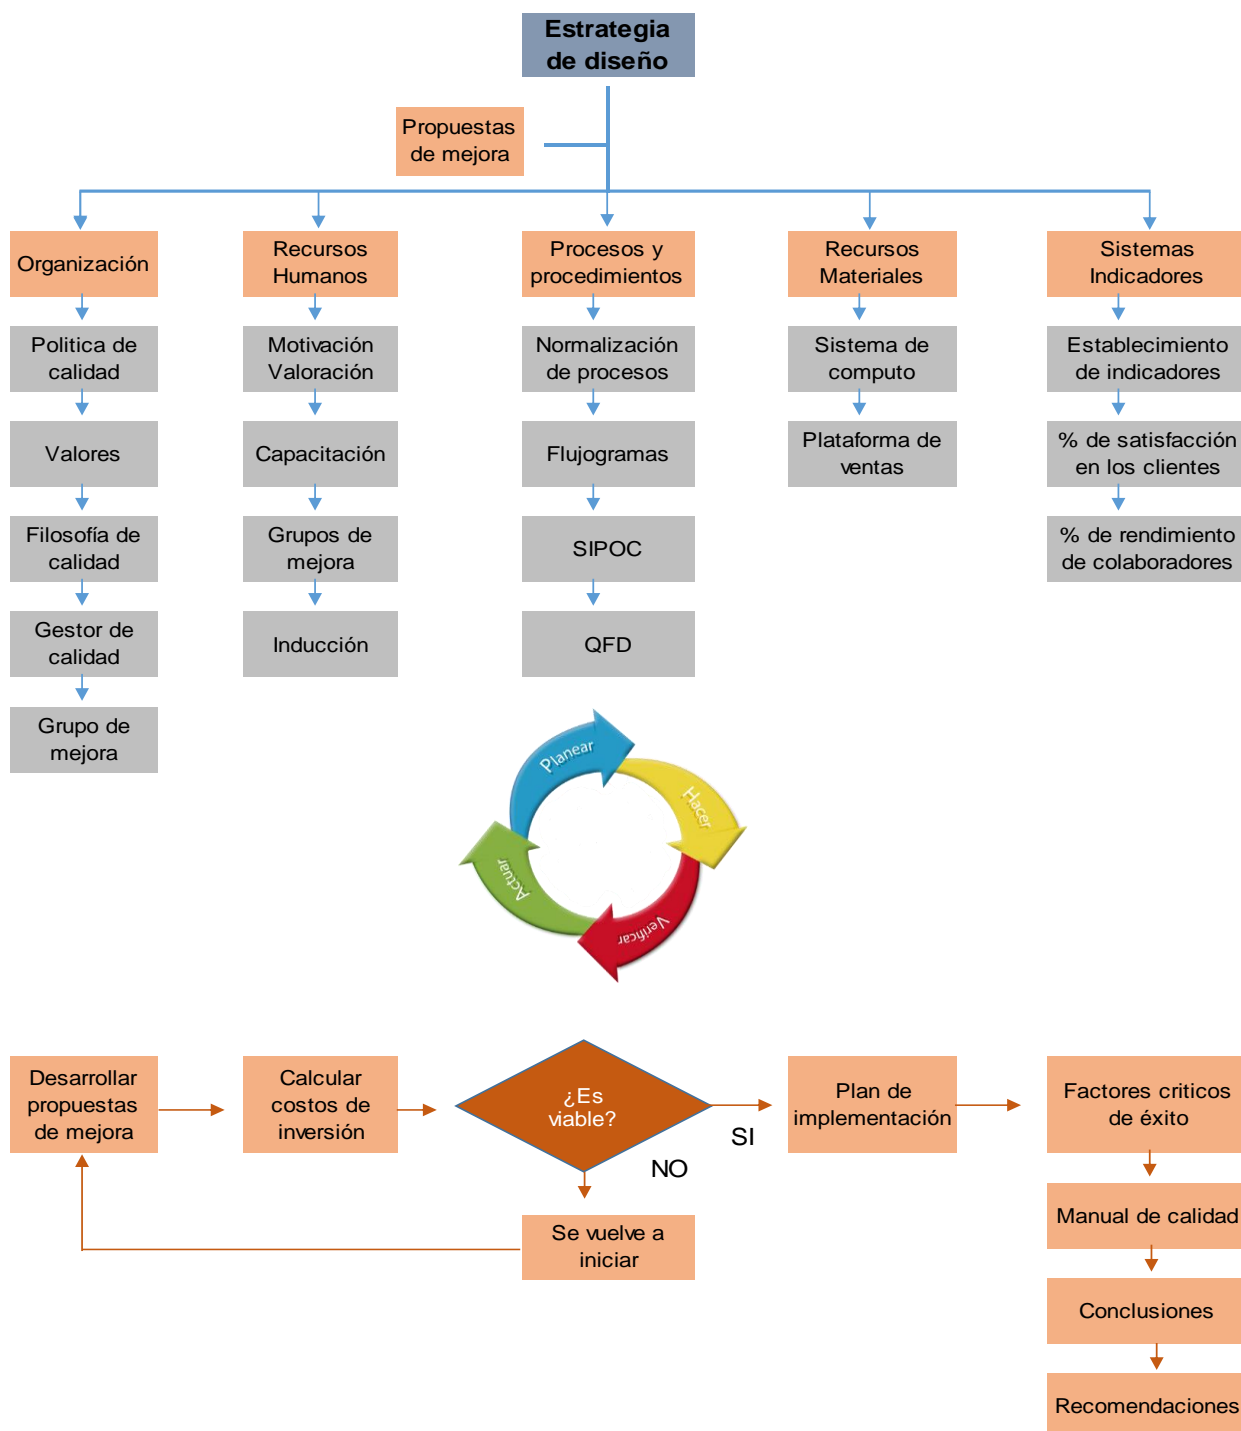 Estrategia
de diseño
Propuestas
de mejora
Organización
Recursos
Humanos
Procesos y
procedimientos
Recursos
Materiales
Sistemas
Indicadores
Politica de
calidad
Motivación
Valoración
Normalización
de procesos
Sistema de
computo
Establecimiento
de indicadores
Valores
Capacitación
Flujogramas
Plataforma de
ventas
% de satisfacción
en los clientes
Filosofía de
calidad
Grupos de
mejora
SIPOC
% de rendimiento
de colaboradores
Gestor de
calidad
Inducción
QFD
Grupo de
mejora
Planear
Hacer
Verificar
Actuar
Desarrollar
propuestas
de mejora
Calcular
costos de
inversión
¿Es
viable?
SI
NO
Plan de
implementación
Factores criticos
de éxito
Se vuelve a
iniciar
Manual de calidad
Conclusiones
Recomendaciones